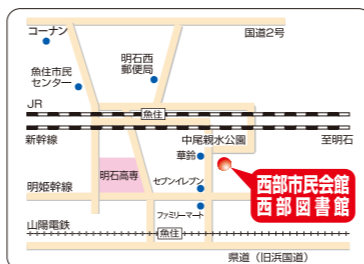 コーナン
国道2号
明石西
郵便局
魚住市民
センター
JR
魚住
新幹線
中尾親水公園
至明石
華鈴
西部市民会館
西部図書館
明石高専
セブンイレブン
明姫幹線
ファミリーマート
山陽電鉄
魚住
県道（旧浜国道）